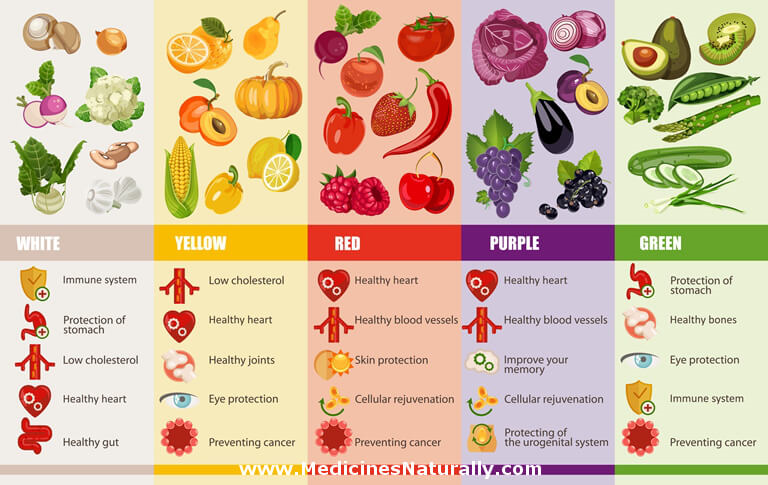 WHITE
YELLOW
RED
PURPLE
GREEN
Immune system
Protection of
stomach
Low cholesterol
Healthy heart
Healthy gut
Low cholesterol
Healthy heart
Healthy joints
Eye protection
Preventing cancer
Healthy heart
Healthy blood vessels
Skin protection
Cellular rejuvenation
Preventing cancer
Healthy heart
Healthy blood vessels
Improve your
memory
Cellular rejuvenation
Protecting of
the urogenital system
Protection of
stomach
Healthy bones
Eye protection
Immune system
Preventing cancer
www.MedicinesNaturally.com